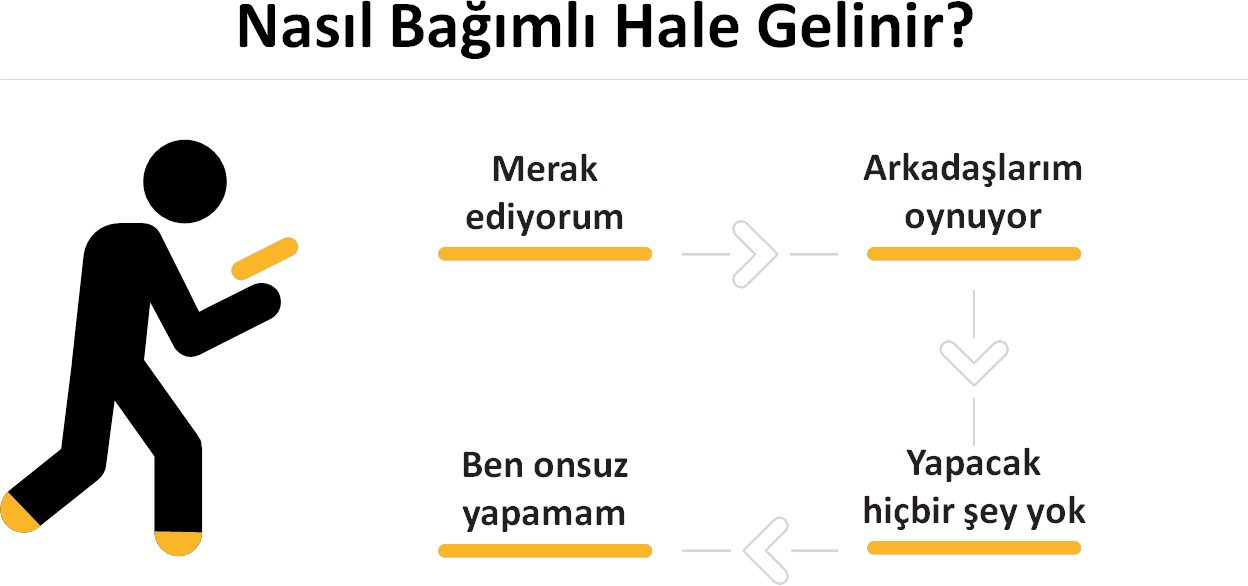 Nasıl Bağımlı Hale Gelinir?
Merak
ediyorum
Arkadaşlarım
oynuyor
Yapacak
hiçbir şey yok
Ben onsuz
yapamam